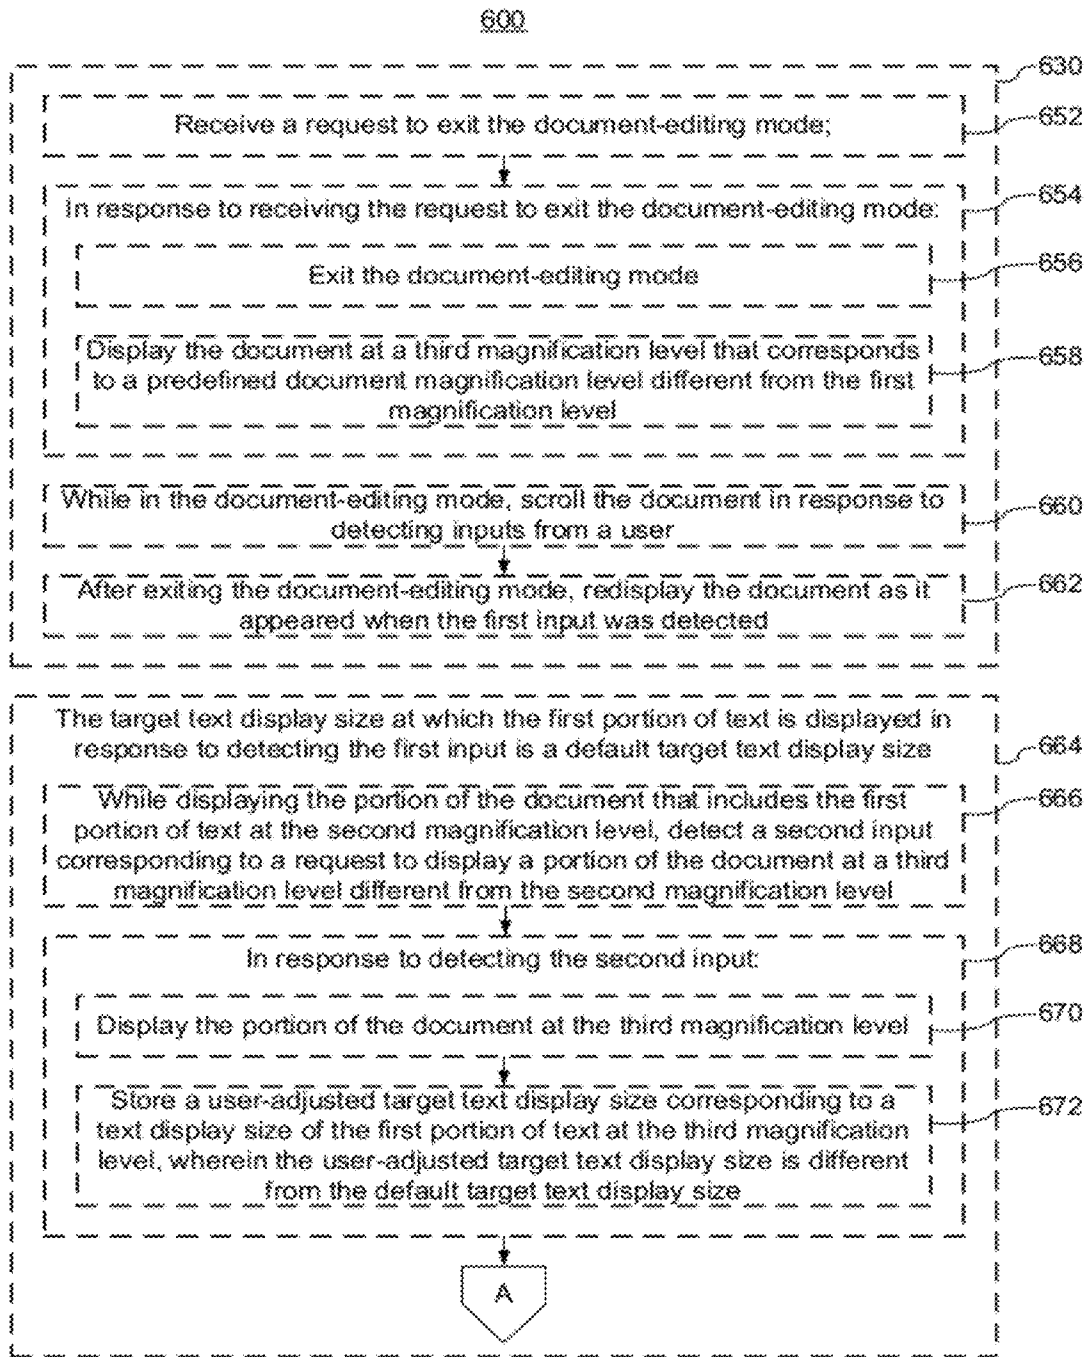 600
630
Receive a request to exit the document-editing mode;
652
In response to receiving the request to exit the document-editing mode:
654
Exit the document-editing mode
656
Display the document at a third magnification level that corresponds
to a predefined document magnification level different from the first
magnification level
658
While in the document-editing mode, scroll the document in response to
detecting inputs from a user
660
After exiting the document-editing mode, redisplay the document as it
appeared when the first input was detected
662
The target text display size at which the first portion of text is displayed in
response to detecting the first input is a default target text display size
664
While displaying the portion of the document that includes the first
portion of text at the second magnification level, detect a second input
corresponding to a request to display a portion of the document at a third
magnification level different from the second magnification level
666
In response to detecting the second input:
668
Display the portion of the document at the third magnification level
670
Store a user-adjusted target text display size corresponding to a
text display size of the first portion of text at the third magnification
level, wherein the user-adjusted target text display size is different
from the default target text display size
672
A